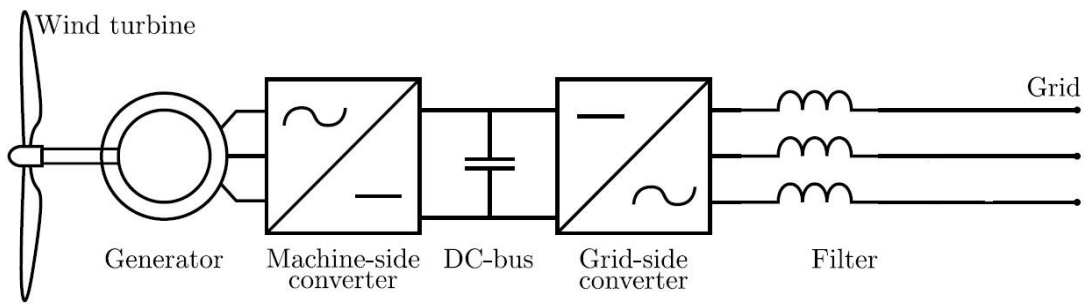 Wind turbine
Grid
Generator
Machine-side
converter
DC-bus
Grid-side
converter
Filter